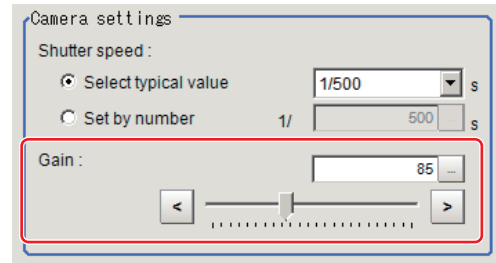 Camera settings
Shutter speed :
Select typical value 1/500 s
Set by number 1/ 500 ... s
Gain : 85 ...
< >